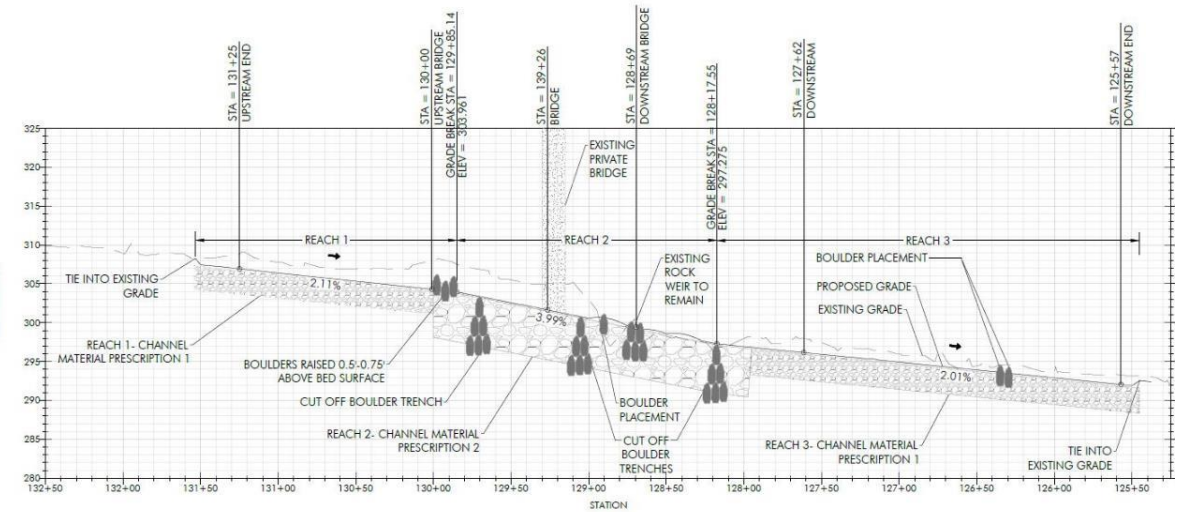 STA = 131+25
UPSTREAM END
STA = 130+00
UPSTREAM BRIDGE
GRADE BREAK STA = 129+85.14
ELEV = 303.961
STA = 139+26
BRIDGE
STA = 128+69
DOWNSTREAM BRIDGE
GRADE BREAK STA = 128+17.55
ELEV = 297.275
STA = 127+62
DOWNSTREAM
STA = 125+57
DOWNSTREAM END
325
320
315
310
305
300
295
290
285
280
EXISTING
PRIVATE
BRIDGE
REACH 1
REACH 2
REACH 3
TIE INTO EXISTING
GRADE
2.11%
REACH 1- CHANNEL
MATERIAL PRESCRIPTION 1
BOULDERS RAISED 0.5'-0.75'
ABOVE BED SURFACE
CUT OFF BOULDER TRENCH
REACH 2- CHANNEL MATERIAL
PRESCRIPTION 2
3.99%
EXISTING
ROCK
WEIR TO
REMAIN
BOULDER
PLACEMENT
CUT OFF
BOULDER
TRENCHES
BOULDER PLACEMENT
PROPOSED GRADE
EXISTING GRADE
2.01%
REACH 3- CHANNEL MATERIAL
PRESCRIPTION 1
TIE INTO
EXISTING GRADE
132+50
132+00
131+50
131+00
130+50
130+00
129+50
129+00
128+50
128+00
127+50
127+00
126+50
126+00
125+50
STATION